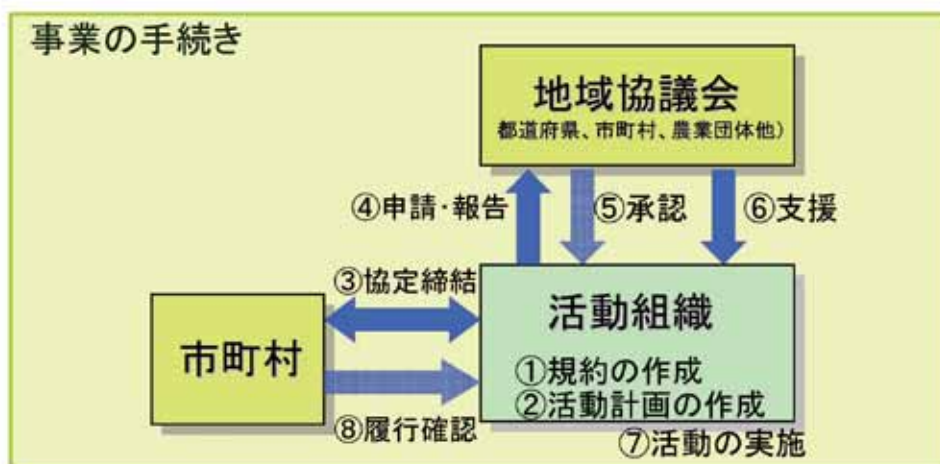 事業の手続き
地域協議会
都道府県、市町村、農業団体他)
④申請・報告
⑤承認
⑥支援
③協定締結
市町村
活動組織
①規約の作成
②活動計画の作成
⑧履行確認
⑦活動の実施